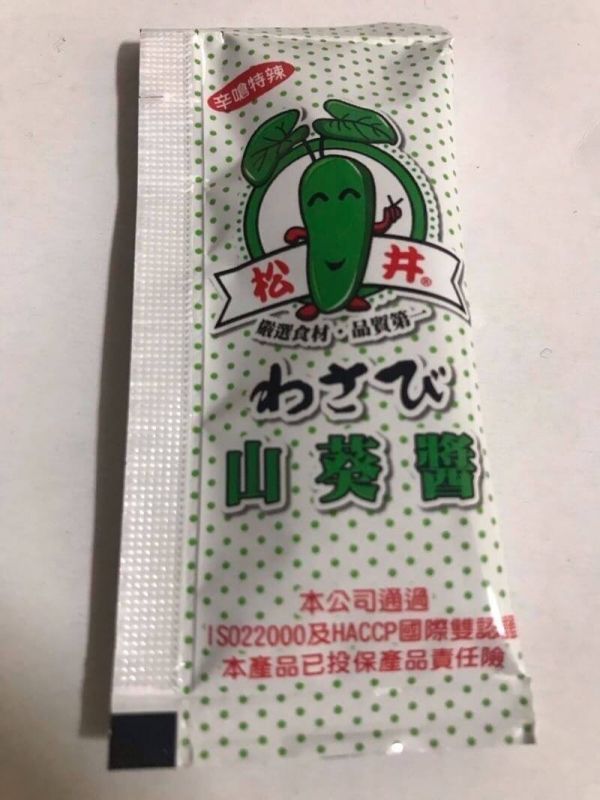 辛嗆特辣
松井®
嚴選食材·品質第一
わさび
山葵醬
本公司通過
ISO22000及HACCP國際雙認證
本產品已投保產品責任險